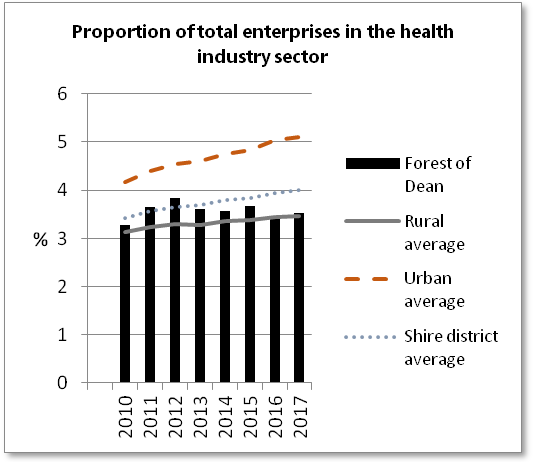 Proportion of total enterprises in the health
industry sector
6
5
4
3
2
1
0
%
2010
2011
2012
2013
2014
2015
2016
2017
Forest of
Dean
Rural
average
Urban
average
Shire district
average